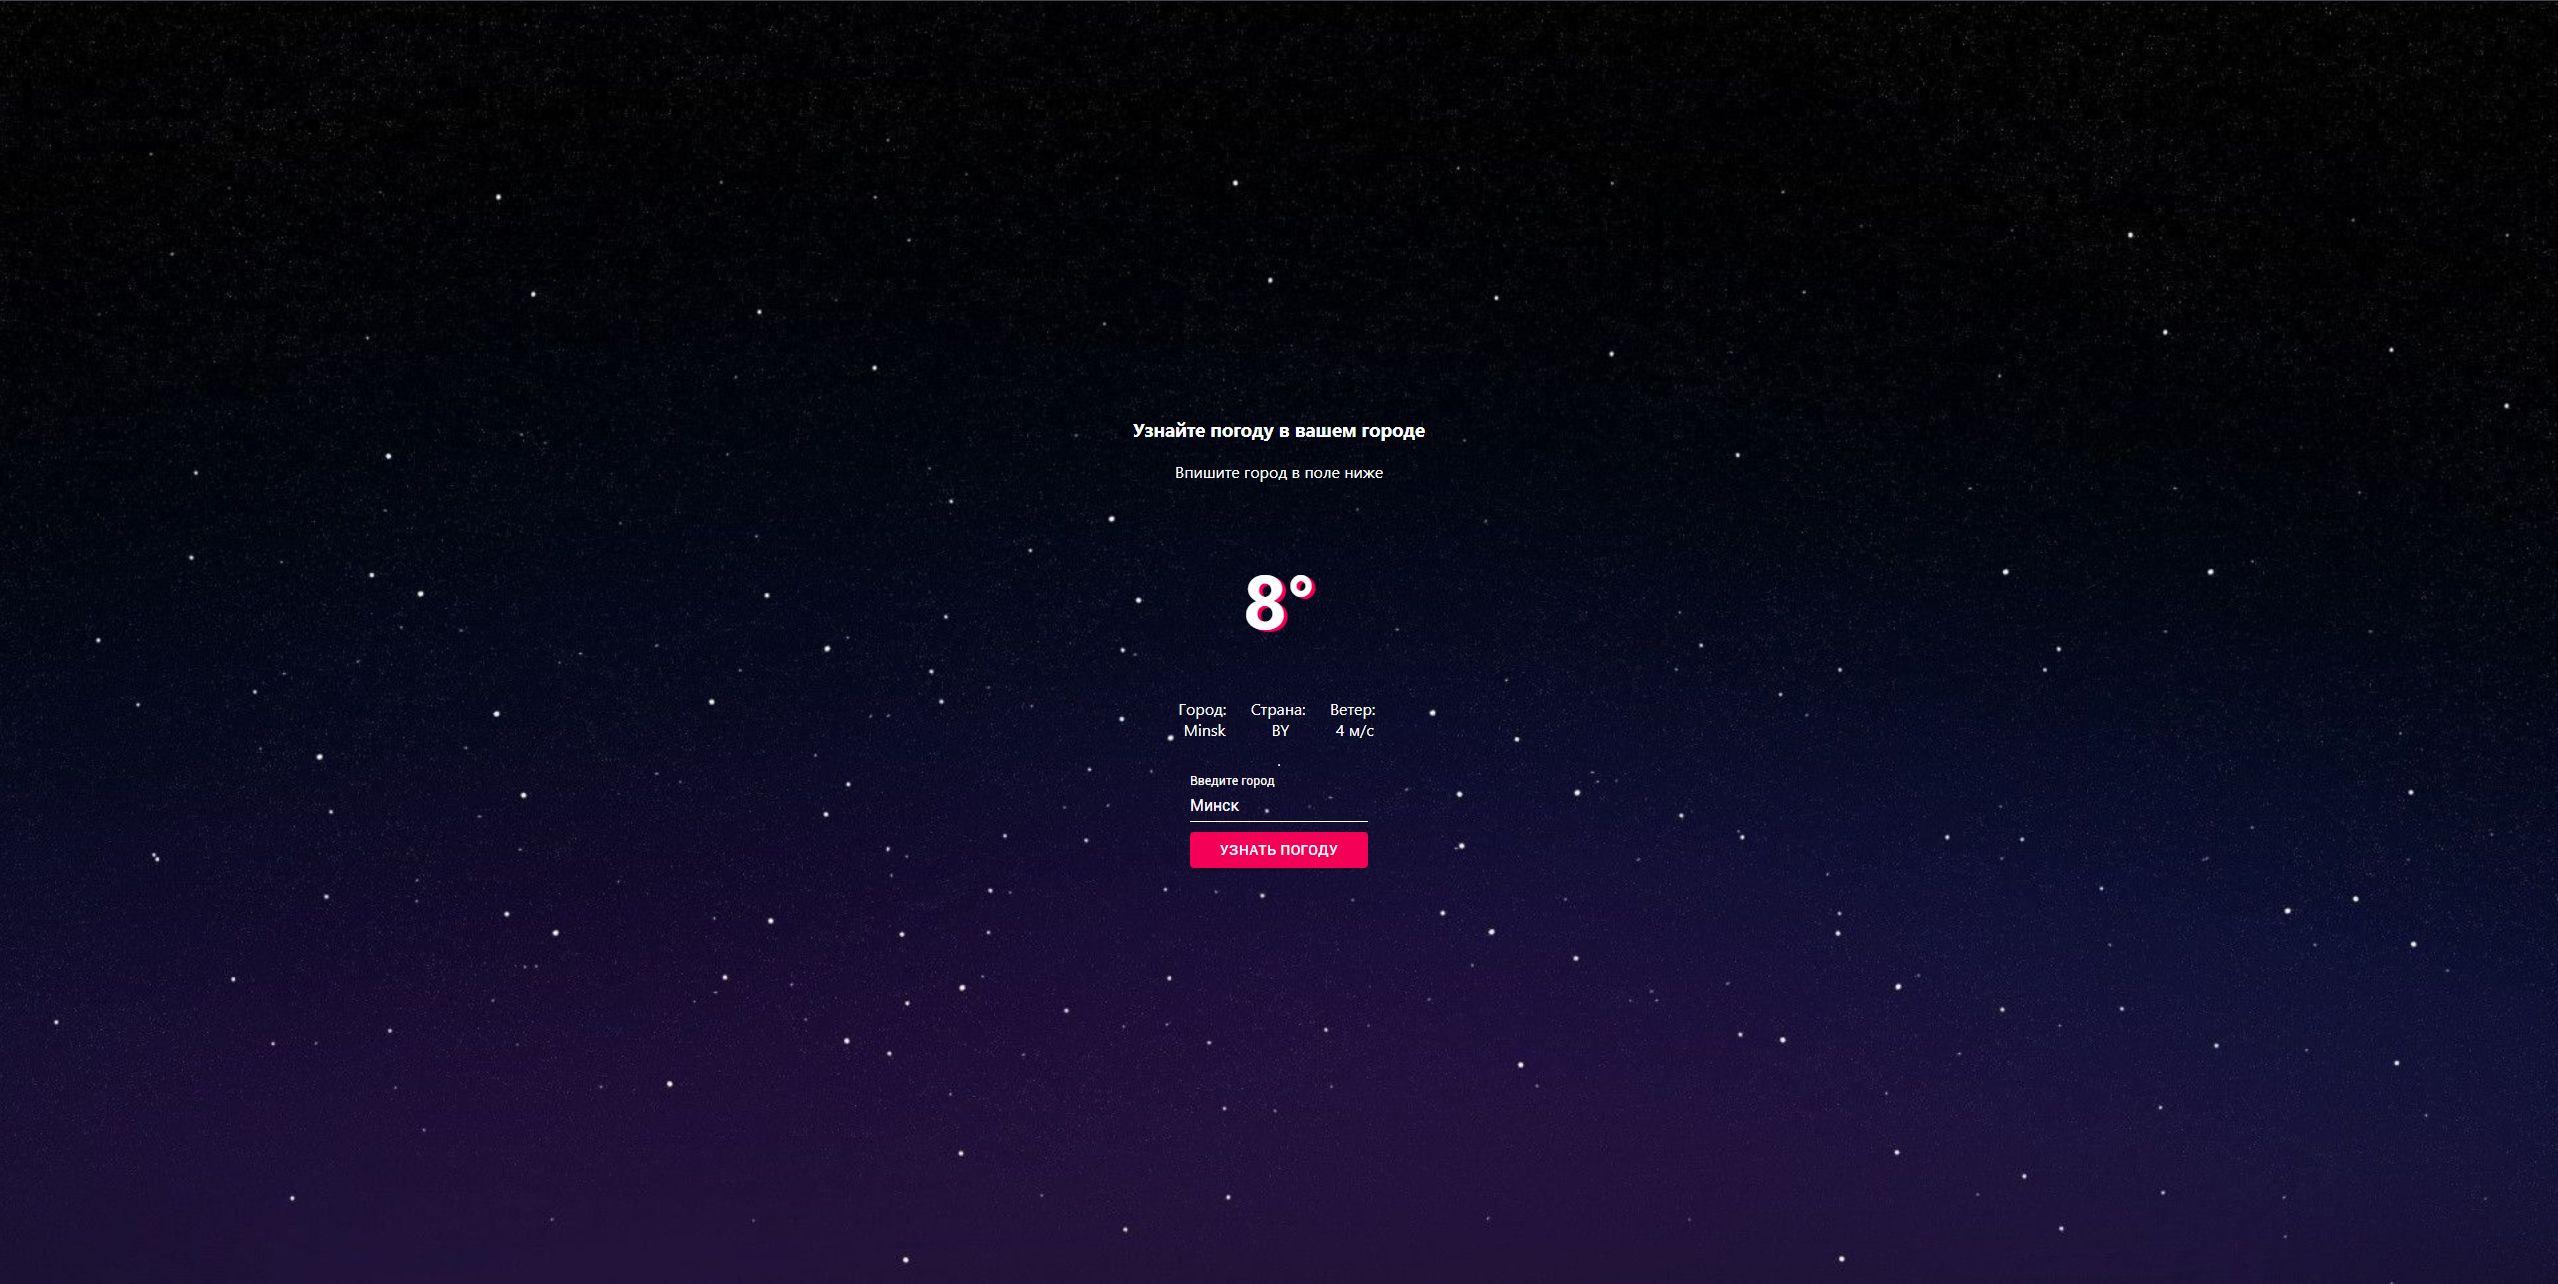 Узнайте погоду в вашем городе
Впишите город в поле ниже
8°
Город: Страна: Ветер:
Minsk BY 4 м/с
Введите город
Минск
УЗНАТЬ ПОГОДУ